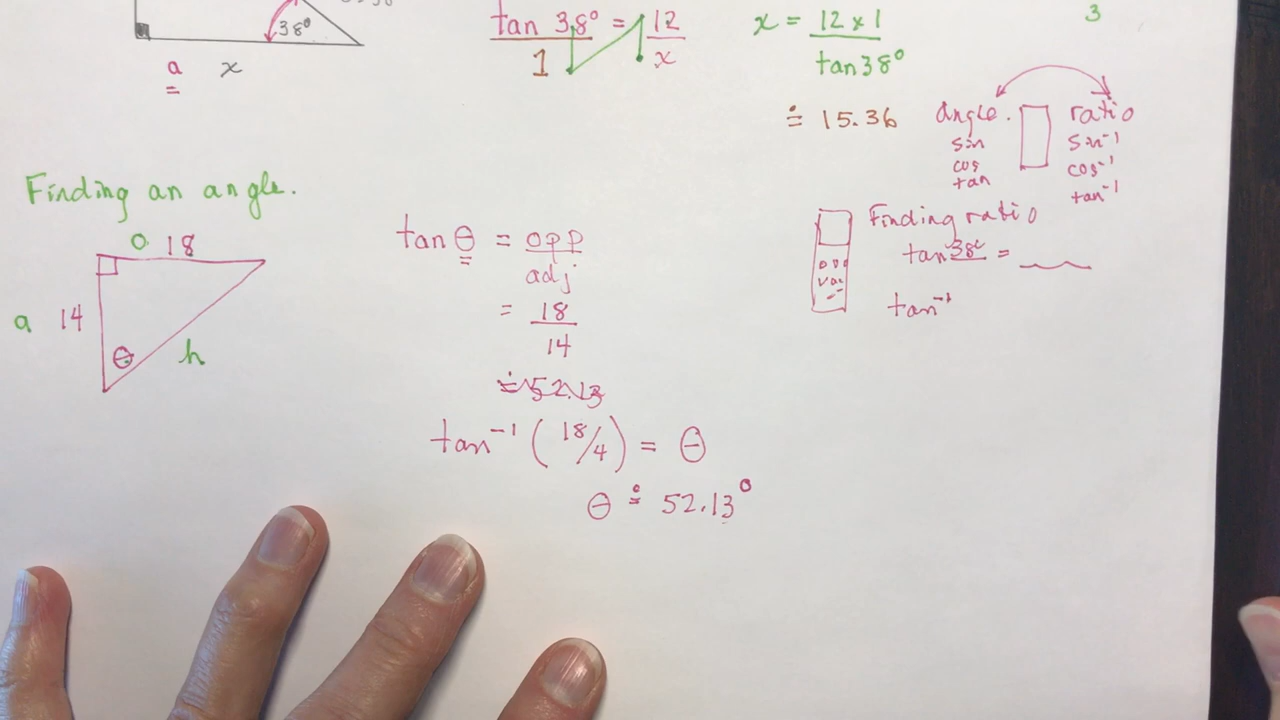 38°
a x
tan 38° = 12
1 x
x = 12 x 1
tan 38°
≐ 15.36
3
angle. ratio
sin sin⁻¹
cos cos⁻¹
tan tan⁻¹
Finding ratio
tan 38° =
tan⁻¹
Finding an angle.
o 18
a 14
θ h
tan θ = opp
adj
= 18
14
≐ 52.13
tan⁻¹ ( 18/4 ) = θ
θ ≐ 52.13°